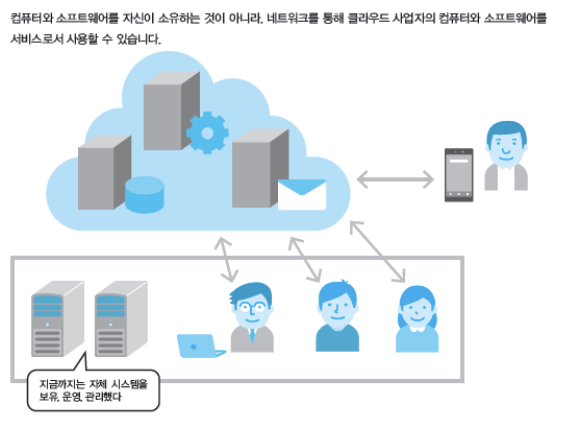 컴퓨터와 소프트웨어를 자신이 소유하는 것이 아니라, 네트워크를 통해 클라우드 사업자의 컴퓨터와 소프트웨어를
서비스로서 사용할 수 있습니다.
지금까지는 자체 시스템을
보유, 운영, 관리했다